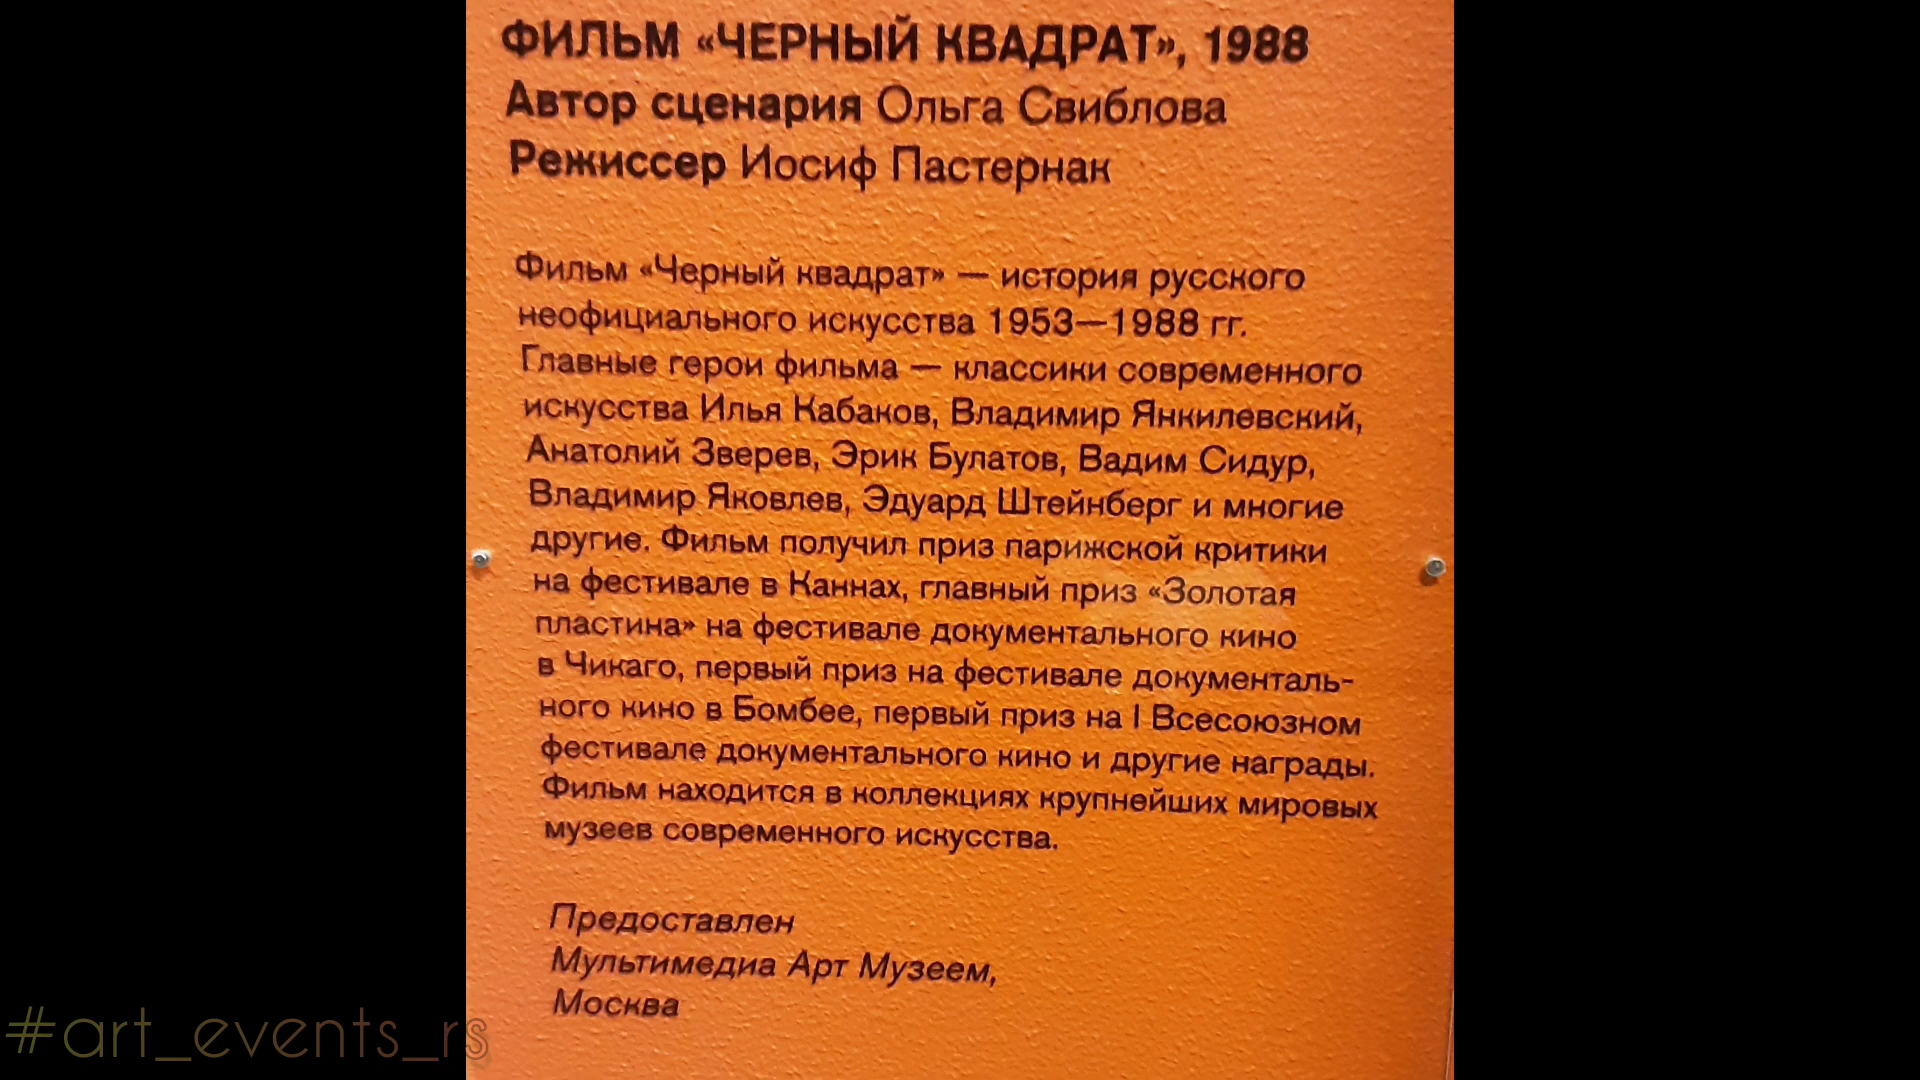 ФИЛЬМ «ЧЕРНЫЙ КВАДРАТ», 1988
Автор сценария Ольга Свиблова
Режиссер Иосиф Пастернак
Фильм «Черный квадрат» — история русского
неофициального искусства 1953—1988 гг.
Главные герои фильма — классики современного
искусства Илья Кабаков, Владимир Янкилевский,
Анатолий Зверев, Эрик Булатов, Вадим Сидур,
Владимир Яковлев, Эдуард Штейнберг и многие
другие. Фильм получил приз парижской критики
на фестивале в Каннах, главный приз «Золотая
пластина» на фестивале документального кино
в Чикаго, первый приз на фестивале документаль-
ного кино в Бомбее, первый приз на I Всесоюзном
фестивале документального кино и другие награды.
Фильм находится в коллекциях крупнейших мировых
музеев современного искусства.
Предоставлен
Мультимедиа Арт Музеем,
Москва
#art_events_rs